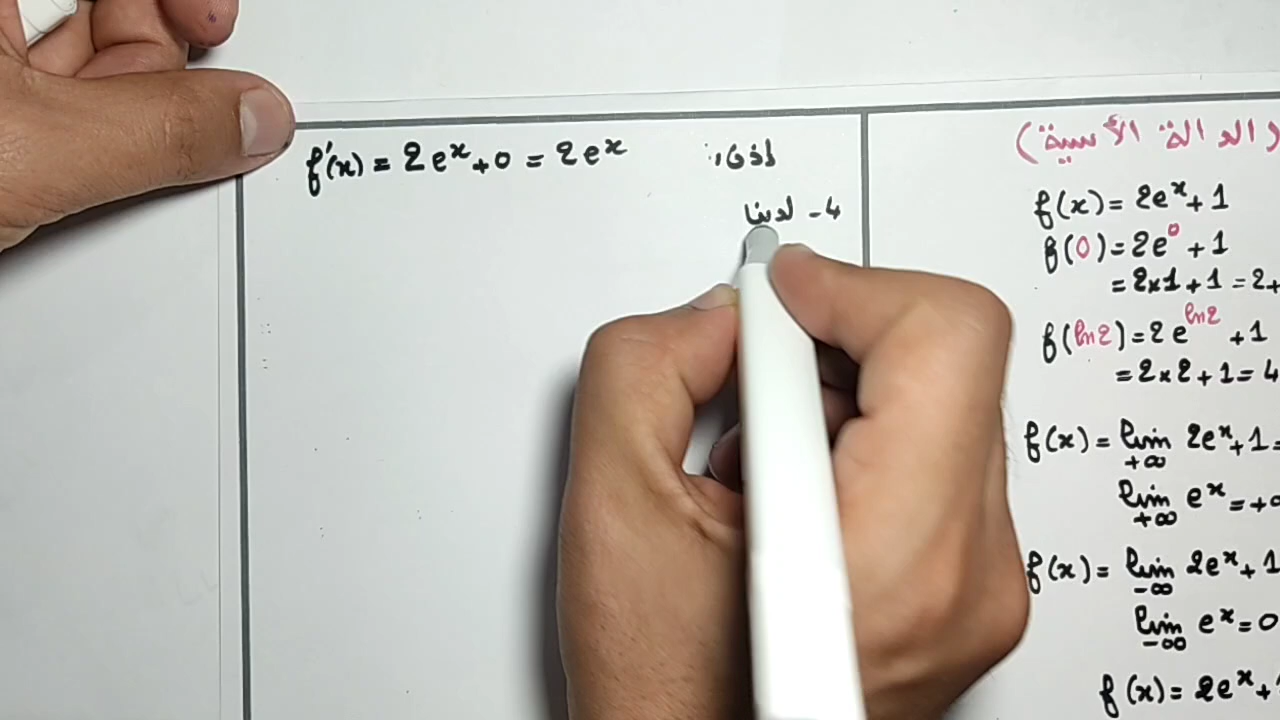 (الدالة الأسية)
f(x) = 2e^x + 1
f(0) = 2e^0 + 1
= 2×1 + 1 = 2+
f(ln2) = 2e^ln2 + 1
= 2×2 + 1 = 4
f(x) = lim +∞ 2e^x + 1 =
lim +∞ e^x = +∞
f(x) = lim -∞ 2e^x + 1
lim -∞ e^x = 0
f(x) = 2e^x +
إذن: f'(x) = 2e^x + 0 = 2e^x
4- لدينا